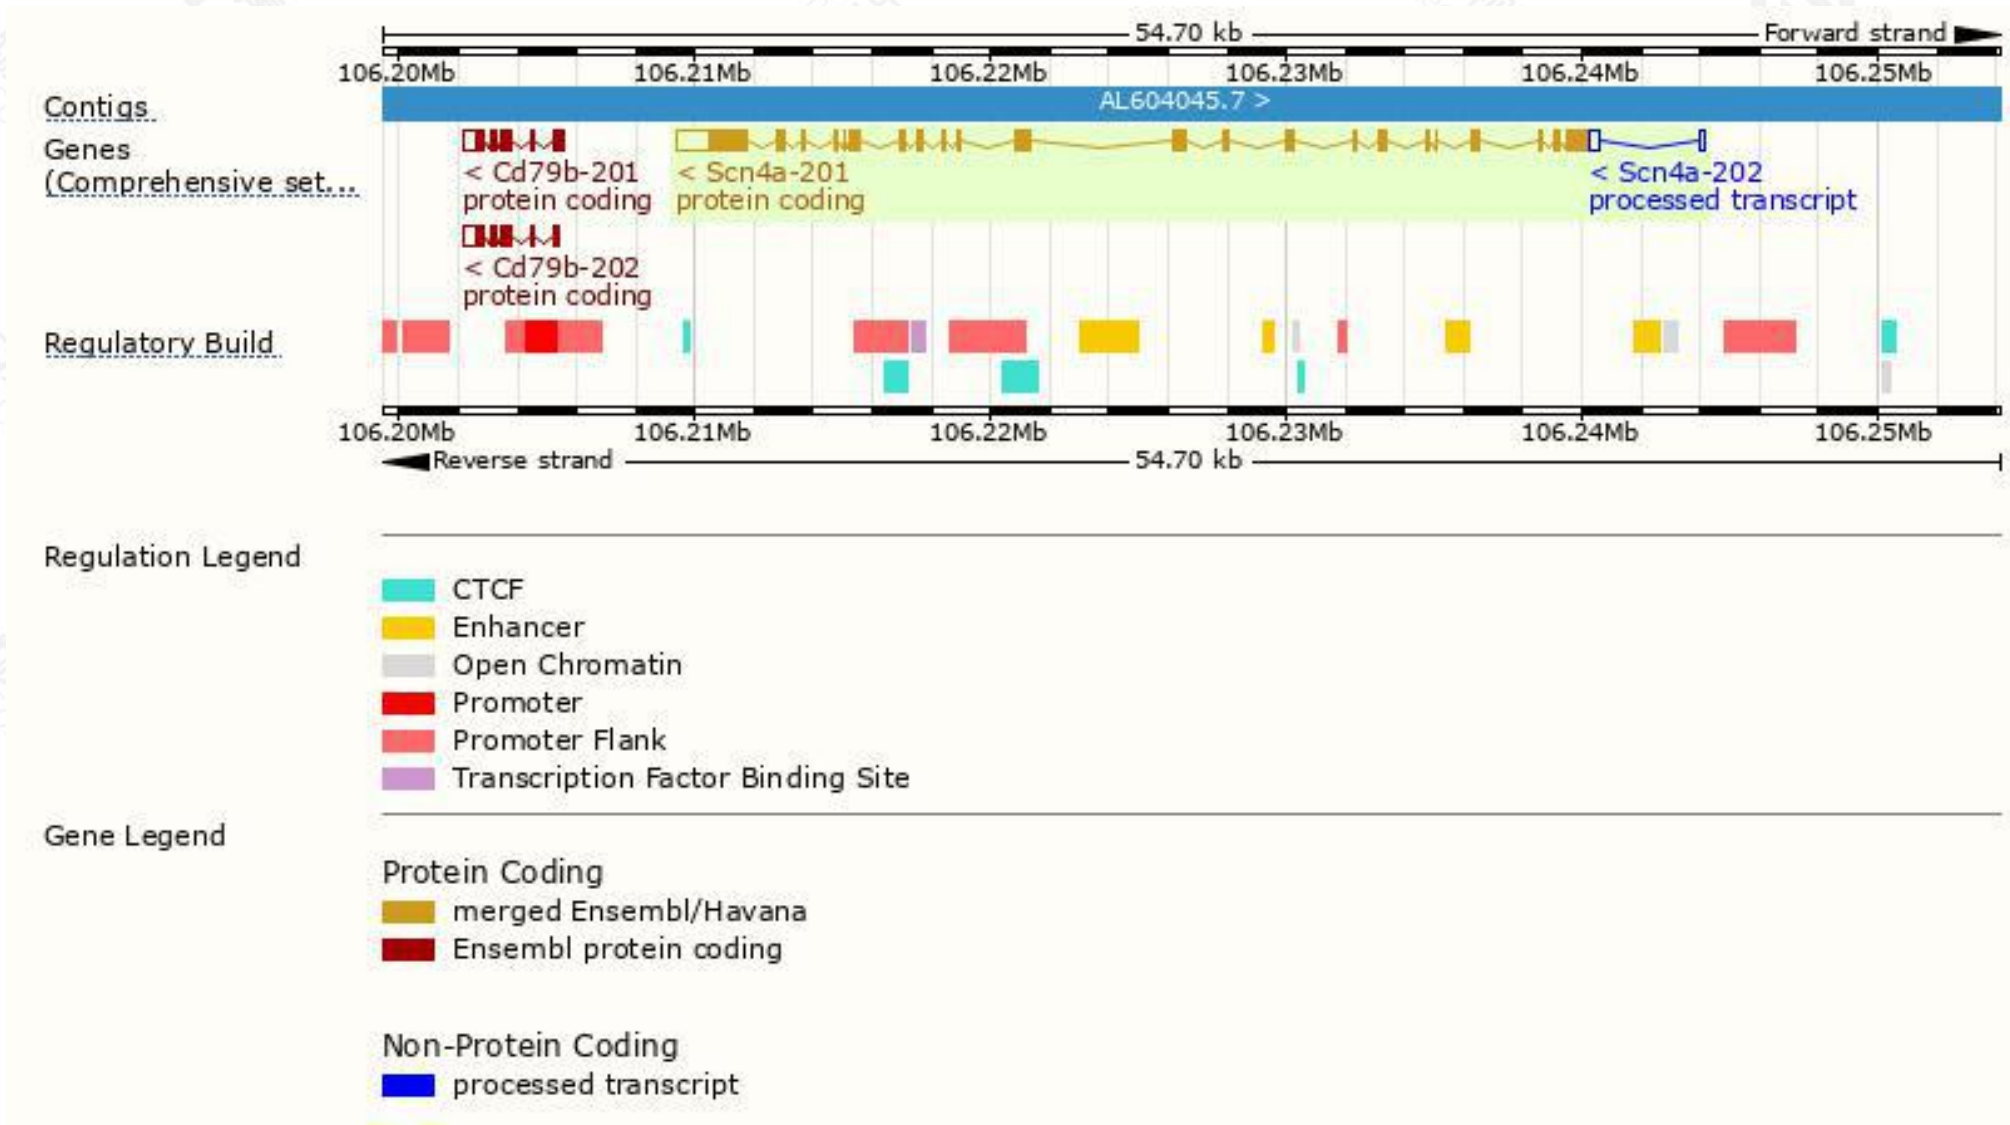 54.70 kb Forward strand
106.20Mb 106.21Mb 106.22Mb 106.23Mb 106.24Mb 106.25Mb
Contigs AL604045.7 >
Genes
(Comprehensive set...
< Cd79b-201 < Scn4a-201 < Scn4a-202
protein coding protein coding processed transcript
< Cd79b-202
protein coding
Regulatory Build
106.20Mb 106.21Mb 106.22Mb 106.23Mb 106.24Mb 106.25Mb
Reverse strand 54.70 kb
Regulation Legend
CTCF
Enhancer
Open Chromatin
Promoter
Promoter Flank
Transcription Factor Binding Site
Gene Legend
Protein Coding
merged Ensembl/Havana
Ensembl protein coding
Non-Protein Coding
processed transcript